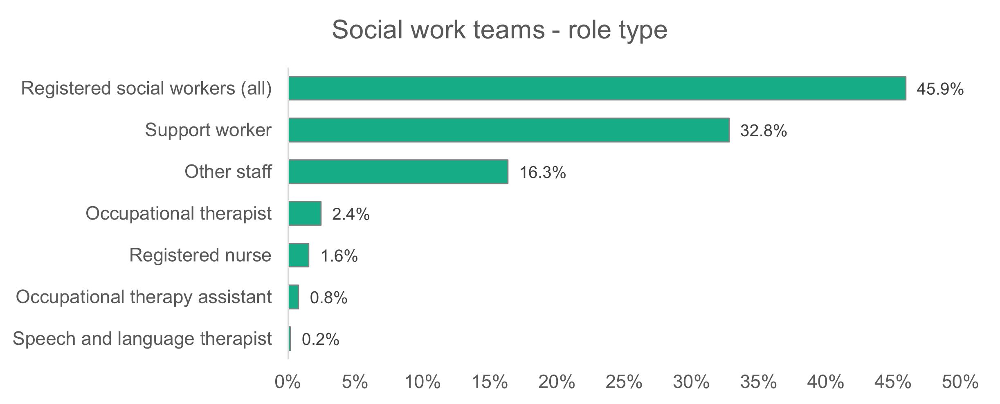 Social work teams - role type
Registered social workers (all) 45.9%
Support worker 32.8%
Other staff 16.3%
Occupational therapist 2.4%
Registered nurse 1.6%
Occupational therapy assistant 0.8%
Speech and language therapist 0.2%
0% 5% 10% 15% 20% 25% 30% 35% 40% 45% 50%